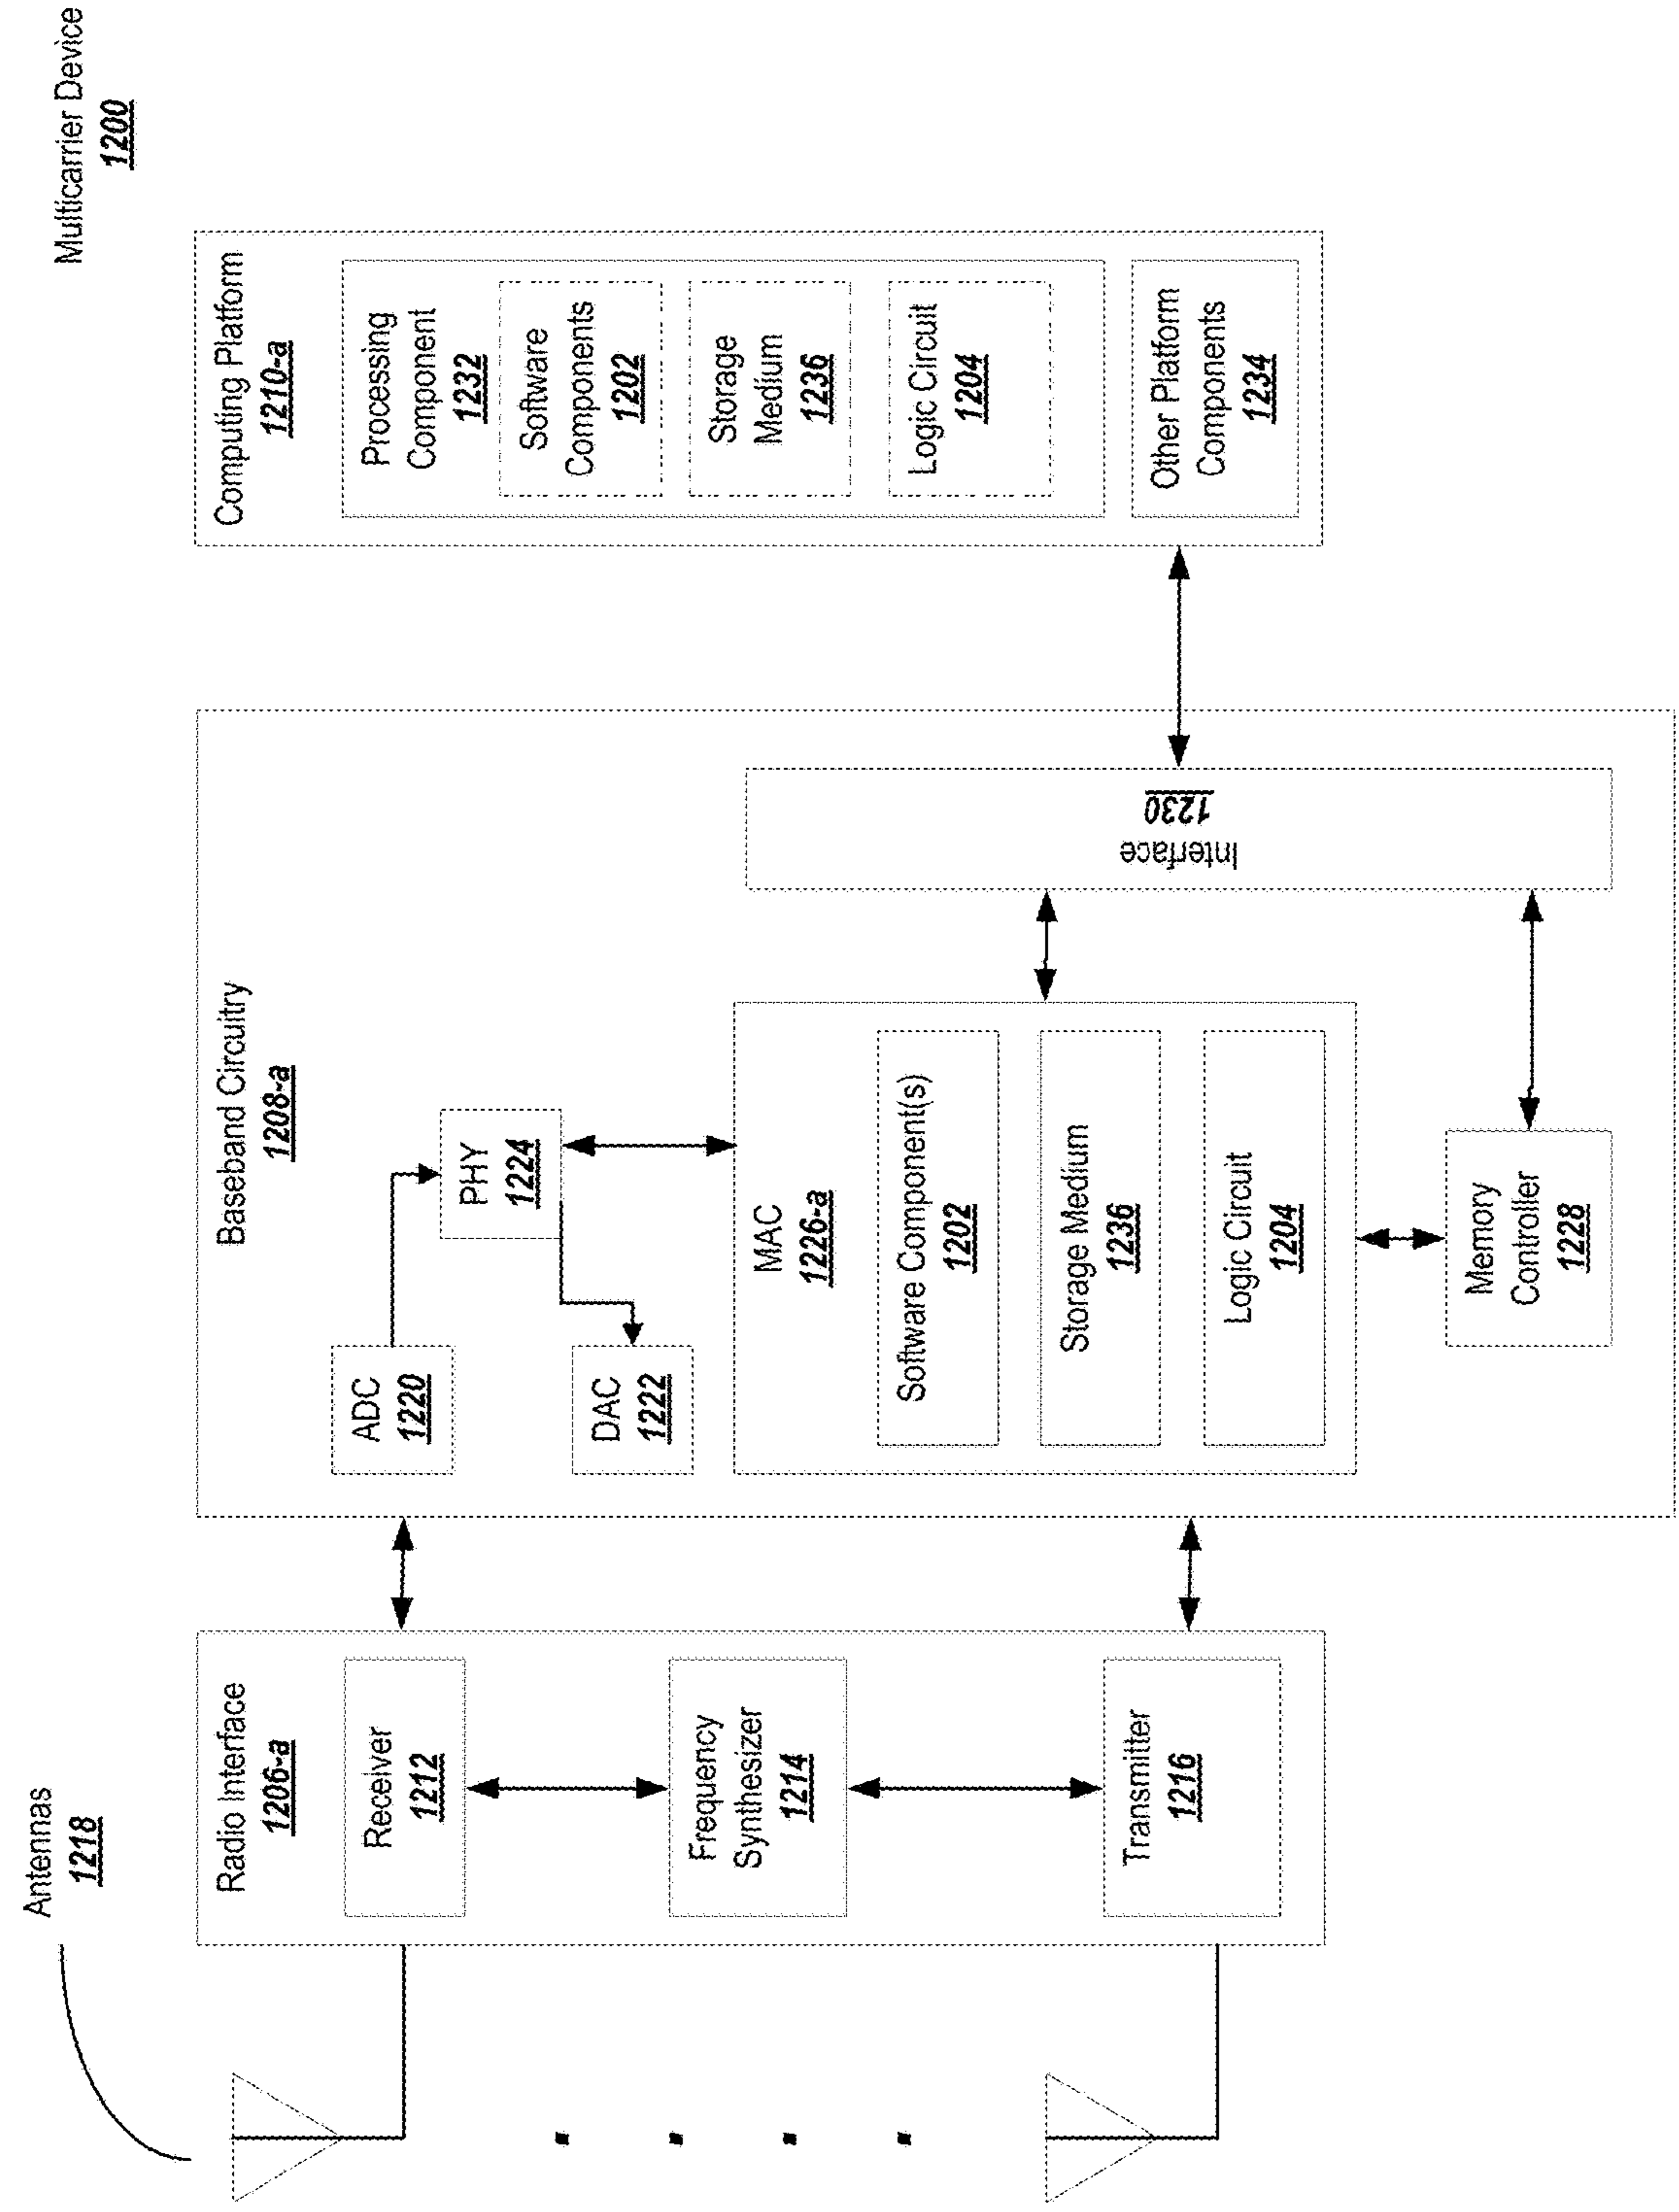 Multicarrier Device
1200
Antennas
1218
Radio Interface
1206-a
Receiver
1212
Frequency
Synthesizer
1214
Transmitter
1216
Baseband Circuitry
1208-a
ADC
1220
PHY
1224
DAC
1222
MAC
1226-a
Software Component(s)
1202
Storage Medium
1236
Logic Circuit
1204
Memory
Controller
1228
Interface
1230
Computing Platform
1210-a
Processing
Component
1232
Software
Components
1202
Storage
Medium
1236
Logic Circuit
1204
Other Platform
Components
1234